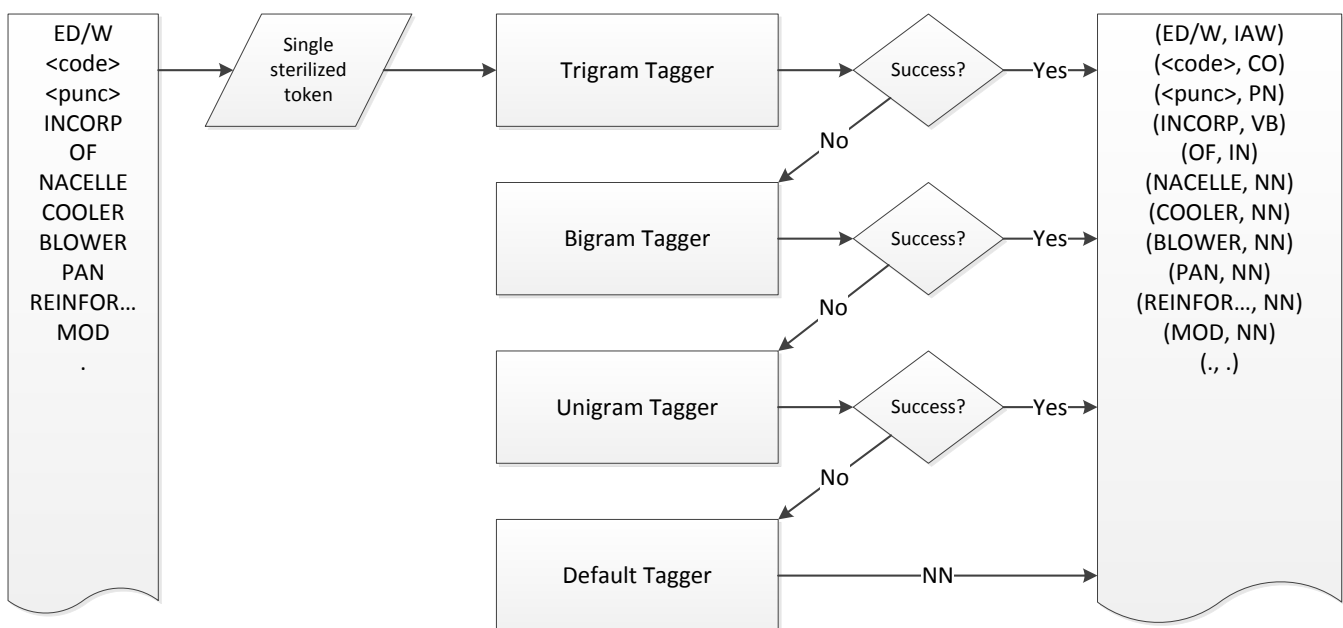 ED/W
<code>
<punc>
INCORP
OF
NACELLE
COOLER
BLOWER
PAN
REINFOR...
MOD
.
Single
sterilized
token
Trigram Tagger
Success?
Yes
No
Bigram Tagger
Success?
Yes
No
Unigram Tagger
Success?
Yes
No
Default Tagger
NN
(ED/W, IAW)
(<code>, CO)
(<punc>, PN)
(INCORP, VB)
(OF, IN)
(NACELLE, NN)
(COOLER, NN)
(BLOWER, NN)
(PAN, NN)
(REINFOR..., NN)
(MOD, NN)
(., .)